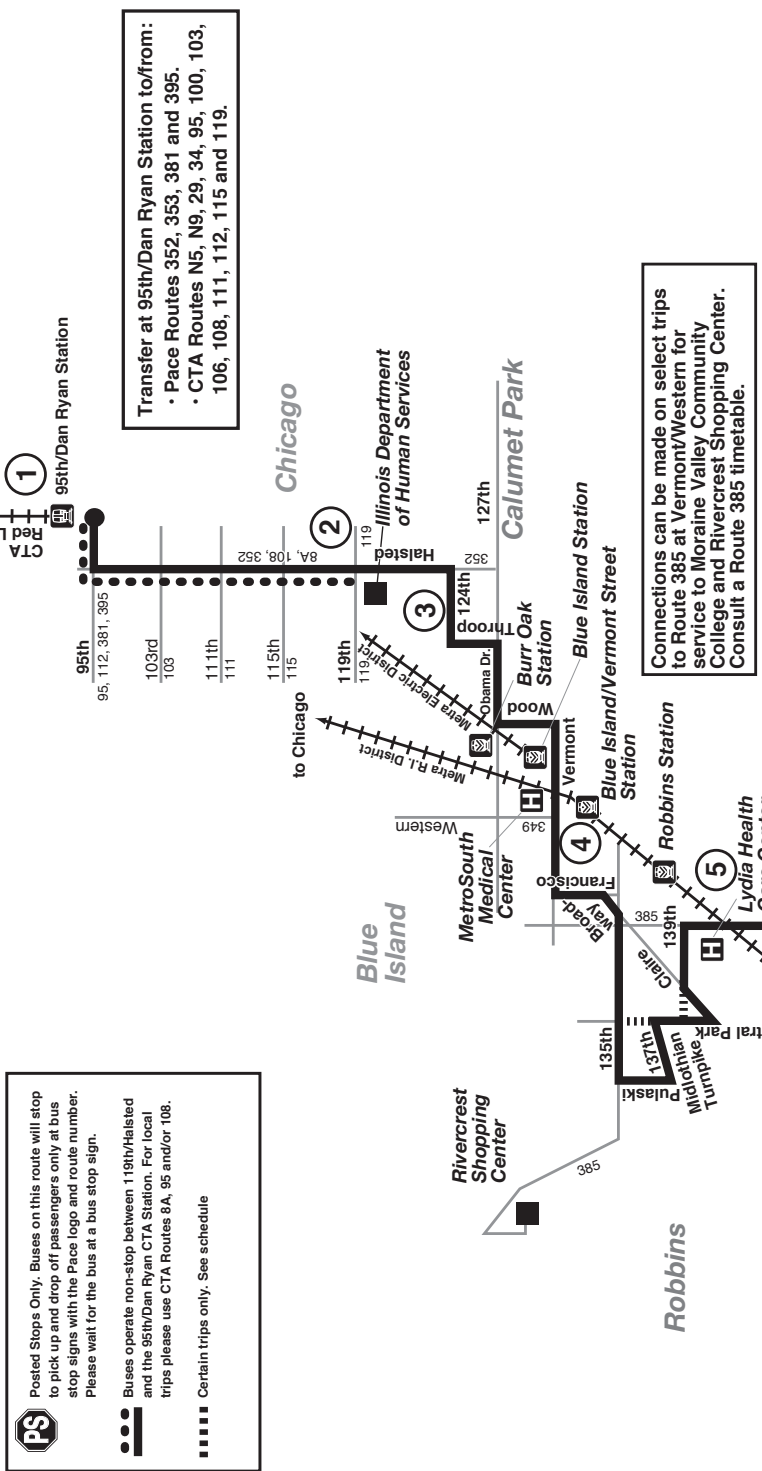 PS
Posted Stops Only. Buses on this route will stop
to pick up and drop off passengers only at bus
stop signs with the Pace logo and route number.
Please wait for the bus at a bus stop sign.
Buses operate non-stop between 119th/Halsted
and the 95th/Dan Ryan CTA Station. For local
trips please use CTA Routes 8A, 95 and/or 108.
Certain trips only. See schedule
CTA
Red
1
95th/Dan Ryan Station
Transfer at 95th/Dan Ryan Station to/from:
• Pace Routes 352, 353, 381 and 395.
• CTA Routes N5, N9, 29, 34, 95, 100, 103,
106, 108, 111, 112, 115 and 119.
95th
95, 112, 381, 395
103rd
103
111th
111
115th
115
119th
119
119
8A, 108, 352
Halsted
2
Chicago
Illinois Department
of Human Services
352
3
124th
Throop
127th
Calumet Park
Obama Dr.
Burr Oak
Station
Wood
Blue Island Station
Metra Electric District
to Chicago
Metra R.I. District
Vermont
Blue Island/Vermont Street
Station
Western
349
MetroSouth
Medical
Center
H
4
Blue
Island
Francisco
Broad-
way
Robbins Station
5
Lydia Health
385
139th
H
Claire
135th
137th
Pulaski
Midlothian
Turnpike
Rivercrest
Shopping
Center
385
Robbins
Connections can be made on select trips
to Route 385 at Vermont/Western for
service to Moraine Valley Community
College and Rivercrest Shopping Center.
Consult a Route 385 timetable.